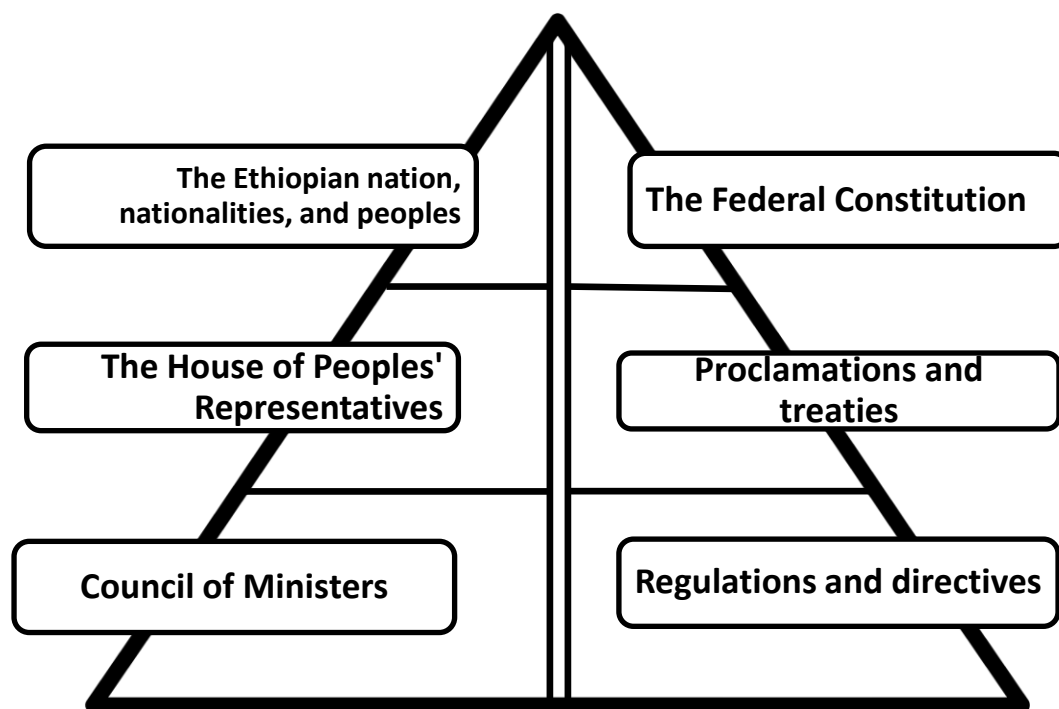 The Ethiopian nation,
nationalities, and peoples
The Federal Constitution
The House of Peoples'
Representatives
Proclamations and
treaties
Council of Ministers
Regulations and directives